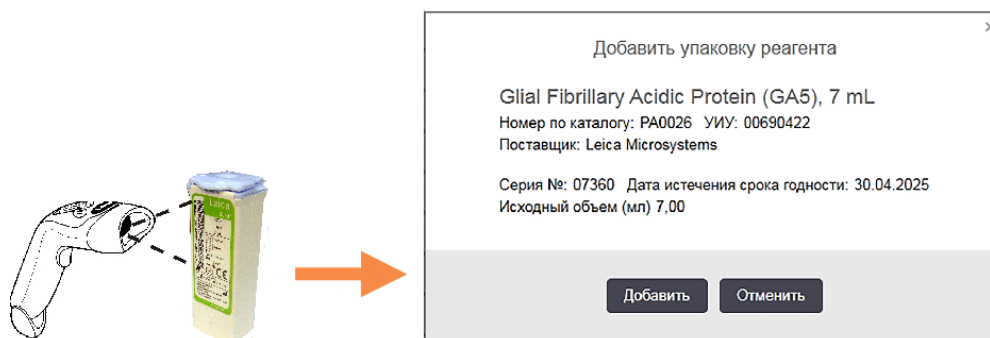 Добавить упаковку реагента
Glial Fibrillary Acidic Protein (GA5), 7 mL
Номер по каталогу: PA0026 УИУ: 00690422
Поставщик: Leica Microsystems
Серия №: 07360 Дата истечения срока годности: 30.04.2025
Исходный объем (мл) 7,00
Добавить Отменить
Leica